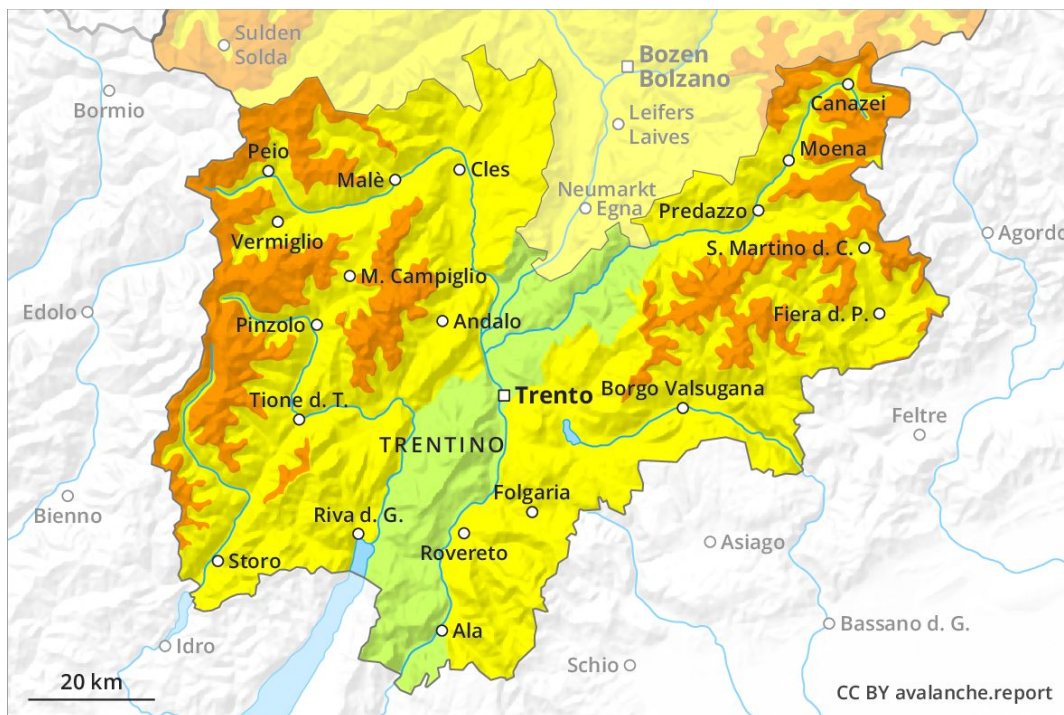 Sulden
Solda
Bozen
Bolzano
Bormio
Leifers
Laives
Canazei
Peio
Malè
Cles
Moena
Neumarkt
Egna
Predazzo
Vermiglio
S. Martino d. C.
Agordo
M. Campiglio
Edolo
Pinzolo
Andalo
Fiera d. P.
Trento
Borgo Valsugana
Tione d. T.
Feltre
TRENTINO
Bienno
Folgaria
Riva d. G.
Asiago
Rovereto
Storo
Ala
Bassano d. G.
Idro
Schio
20 km
CC BY avalanche.report